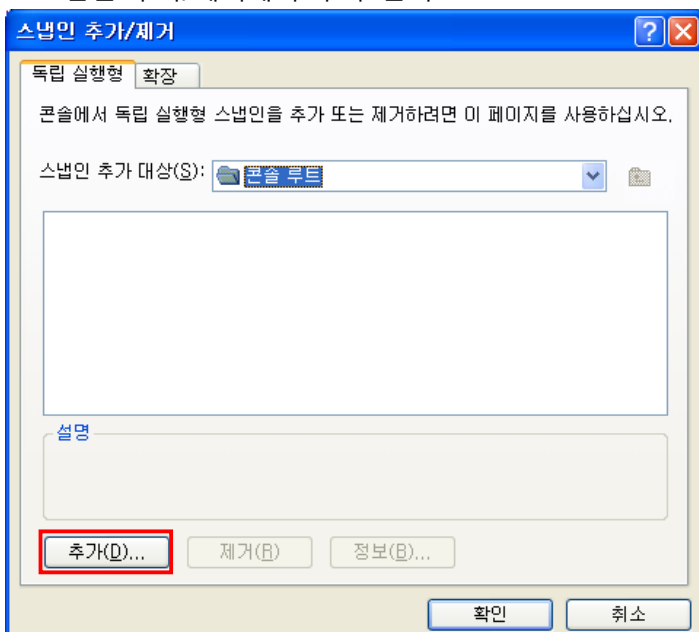 스냅인 추가/제거
독립 실행형 확장
콘솔에서 독립 실행형 스냅인을 추가 또는 제거하려면 이 페이지를 사용하십시오.
스냅인 추가 대상(S): 콘솔 루트
설명
추가(D)... 제거(R) 정보(B)...
확인 취소